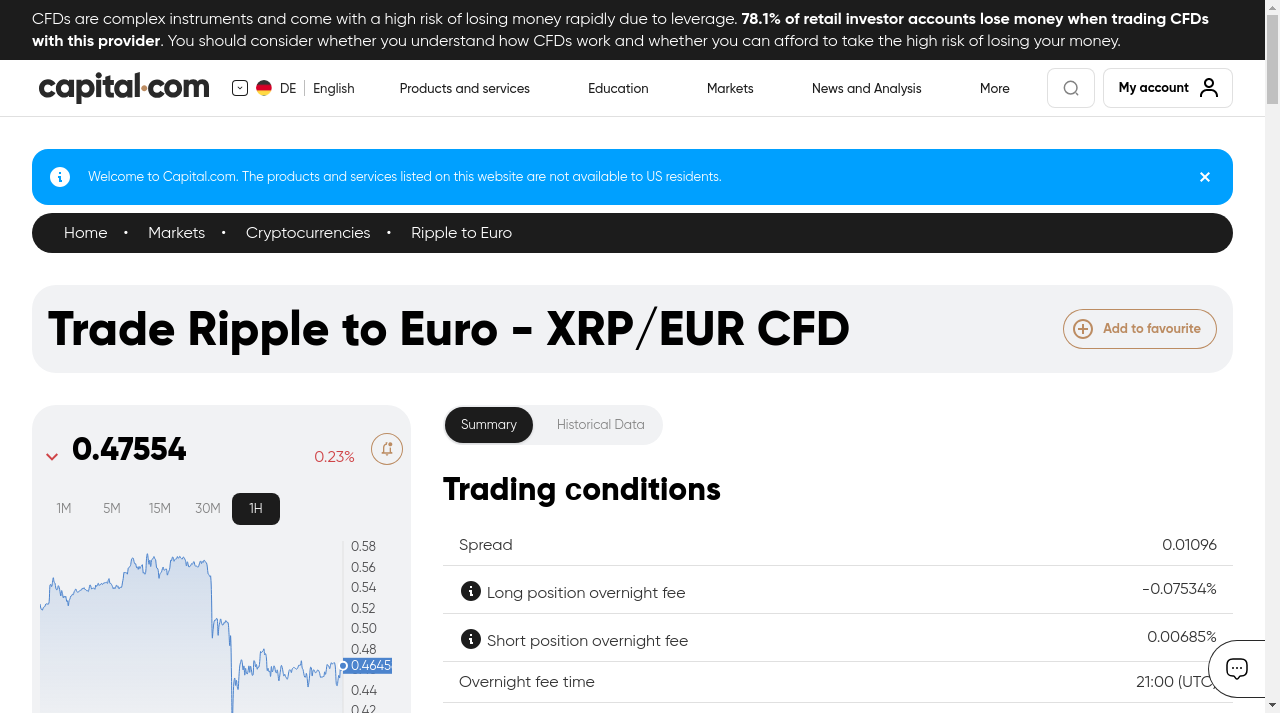 CFDs are complex instruments and come with a high risk of losing money rapidly due to leverage. 78.1% of retail investor accounts lose money when trading CFDs
with this provider. You should consider whether you understand how CFDs work and whether you can afford to take the high risk of losing your money.
capital.com
DE English Products and services Education Markets News and Analysis More My account
Welcome to Capital.com. The products and services listed on this website are not available to US residents.
Home • Markets • Cryptocurrencies • Ripple to Euro
Trade Ripple to Euro - XRP/EUR CFD
Add to favourite
0.47554
0.23%
1M 5M 15M 30M 1H
0.58
0.56
0.54
0.52
0.50
0.48
0.4645
0.44
0.42
Summary Historical Data
Trading conditions
Spread 0.01096
Long position overnight fee -0.07534%
Short position overnight fee 0.00685%
Overnight fee time 21:00 (UTC)